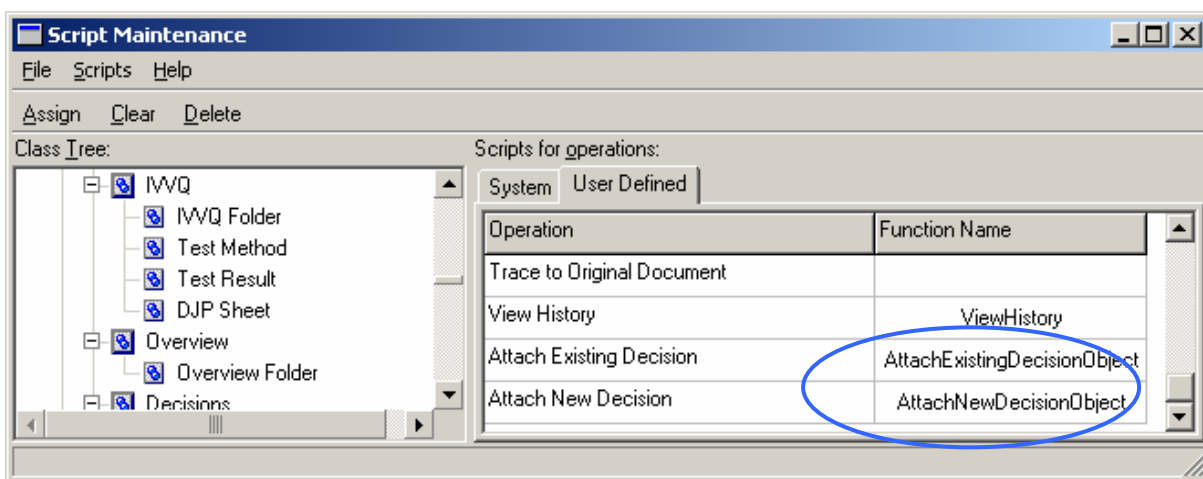 Script Maintenance
File Scripts Help
Assign Clear Delete
Class Tree:
IVVQ
IVVQ Folder
Test Method
Test Result
DJP Sheet
Overview
Overview Folder
Decisions
Scripts for operations:
System User Defined
Operation Function Name
Trace to Original Document
View History ViewHistory
Attach Existing Decision AttachExistingDecisionObject
Attach New Decision AttachNewDecisionObject